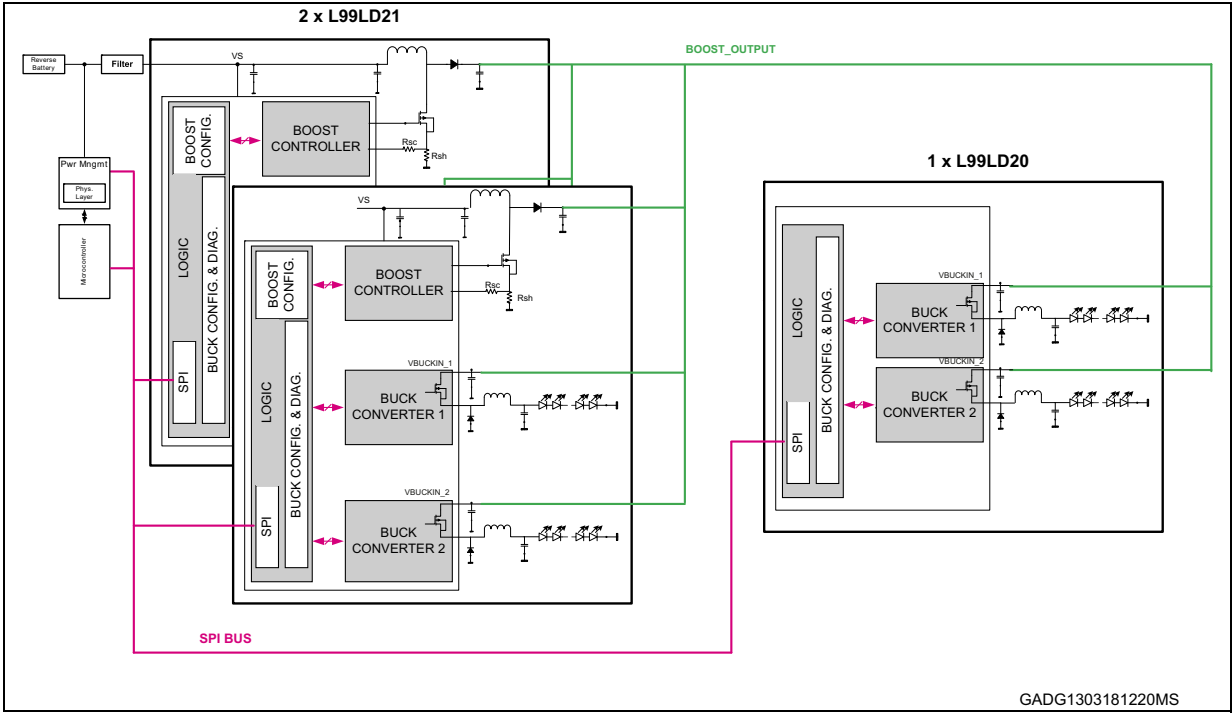 2 x L99LD21
BOOST_OUTPUT
Reverse
Battery
Filter
VS
BOOST
CONFIG.
BOOST
CONTROLLER
Rsc
Rsh
LOGIC
BUCK CONFIG. & DIAG.
SPI
Pwr Mngmt
Phys.
Layer
Microcontroller
VS
BOOST
CONFIG.
BOOST
CONTROLLER
Rsc
Rsh
LOGIC
BUCK CONFIG. & DIAG.
SPI
VBUCKIN_1
BUCK
CONVERTER 1
VBUCKIN_2
BUCK
CONVERTER 2
1 x L99LD20
LOGIC
BUCK CONFIG. & DIAG.
SPI
VBUCKIN_1
BUCK
CONVERTER 1
VBUCKIN_2
BUCK
CONVERTER 2
SPI BUS
GADG1303181220MS